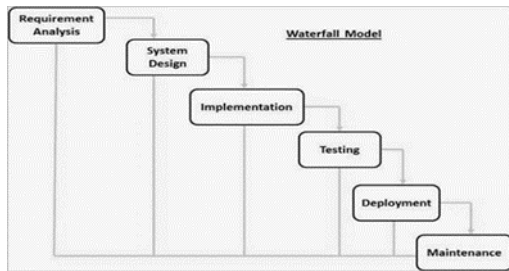 Requirement
Analysis
Waterfall Model
System
Design
Implementation
Testing
Deployment
Maintenance